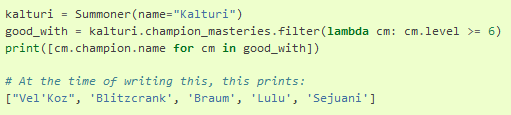 kalturi = Summoner(name="Kalturi")
good_with = kalturi.champion_masteries.filter(lambda cm: cm.level >= 6)
print([cm.champion.name for cm in good_with])
# At the time of writing this, this prints:
["Vel'Koz", 'Blitzcrank', 'Braum', 'Lulu', 'Sejuani']